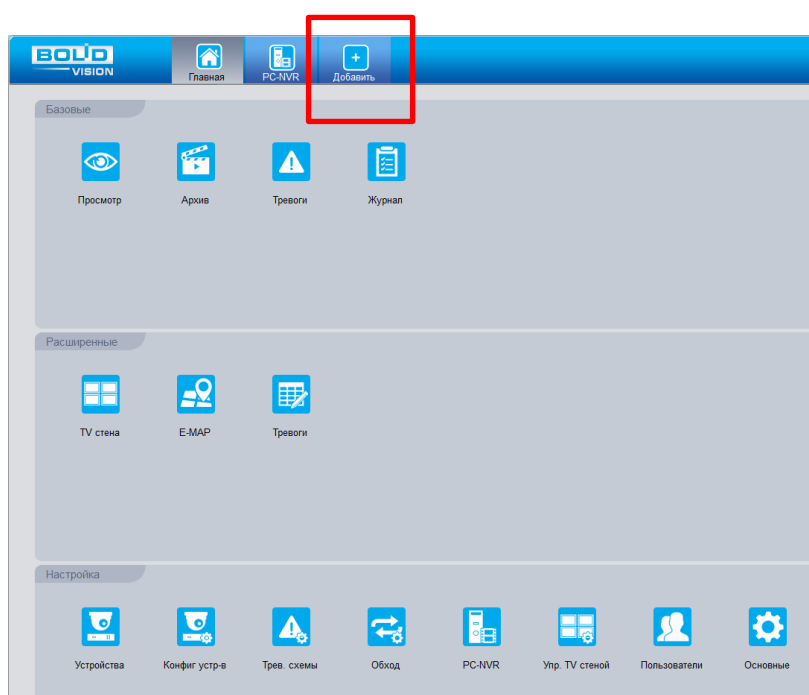 BOLID
VISION
Главная
PC-NVR
Добавить
Базовые
Просмотр
Архив
Тревоги
Журнал
Расширенные
TV стена
E-MAP
Тревоги
Настройка
Устройства
Конфиг устр-в
Трев. схемы
Обход
PC-NVR
Упр. TV стеной
Пользователи
Основные